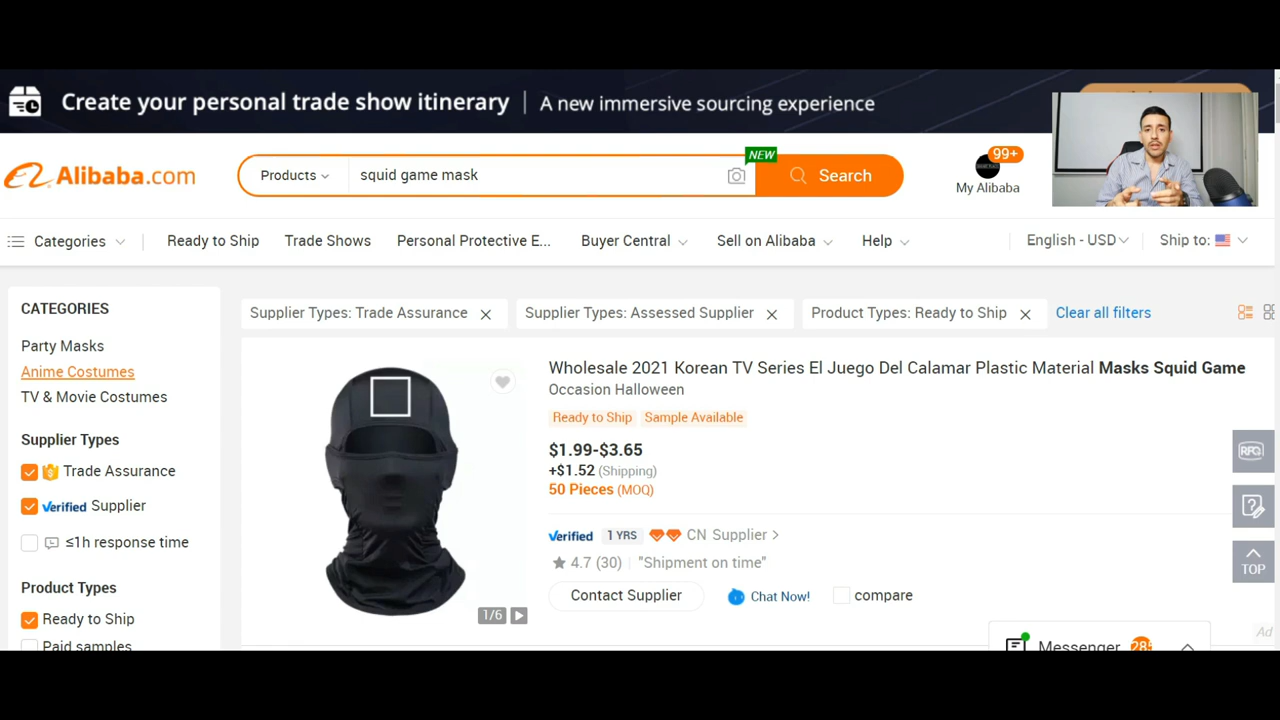 Create your personal trade show itinerary | A new immersive sourcing experience
Alibaba.com
Products
squid game mask
NEW
Search
99+
My Alibaba
Categories
Ready to Ship
Trade Shows
Personal Protective E...
Buyer Central
Sell on Alibaba
Help
English - USD
Ship to:
CATEGORIES
Party Masks
Anime Costumes
TV & Movie Costumes
Supplier Types
Trade Assurance
Verified Supplier
≤1h response time
Product Types
Ready to Ship
Paid samples
Supplier Types: Trade Assurance
Supplier Types: Assessed Supplier
Product Types: Ready to Ship
Clear all filters
1/6
Wholesale 2021 Korean TV Series El Juego Del Calamar Plastic Material Masks Squid Game
Occasion Halloween
Ready to Ship Sample Available
$1.99-$3.65
+$1.52 (Shipping)
50 Pieces (MOQ)
Verified 1 YRS CN Supplier >
4.7 (30) "Shipment on time"
Contact Supplier
Chat Now!
compare
RFQ
TOP
Ad
Messenger